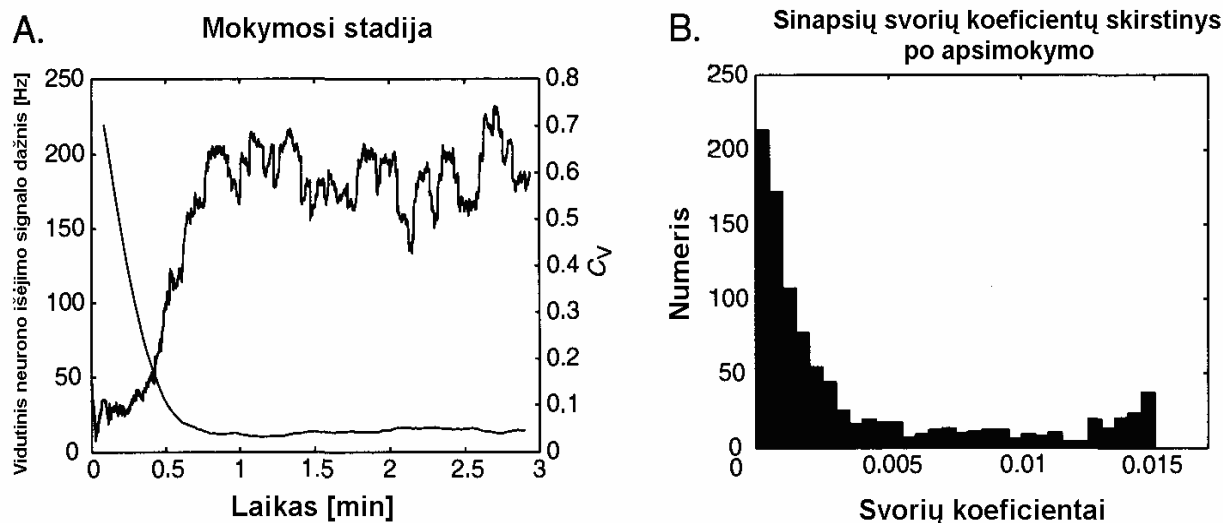 A.
Mokymosi stadija
Vidutinis neurono išėjimo signalo dažnis [Hz]
250
200
150
100
50
0
0.8
0.7
0.6
0.5
0.4
0.3
0.2
0.1
0
C_V
0 0.5 1 1.5 2 2.5 3
Laikas [min]
B.
Sinapsių svorių koeficientų skirstinys
po apsimokymo
Numeris
250
200
150
100
50
0
0 0.005 0.01 0.015
Svorių koeficientai